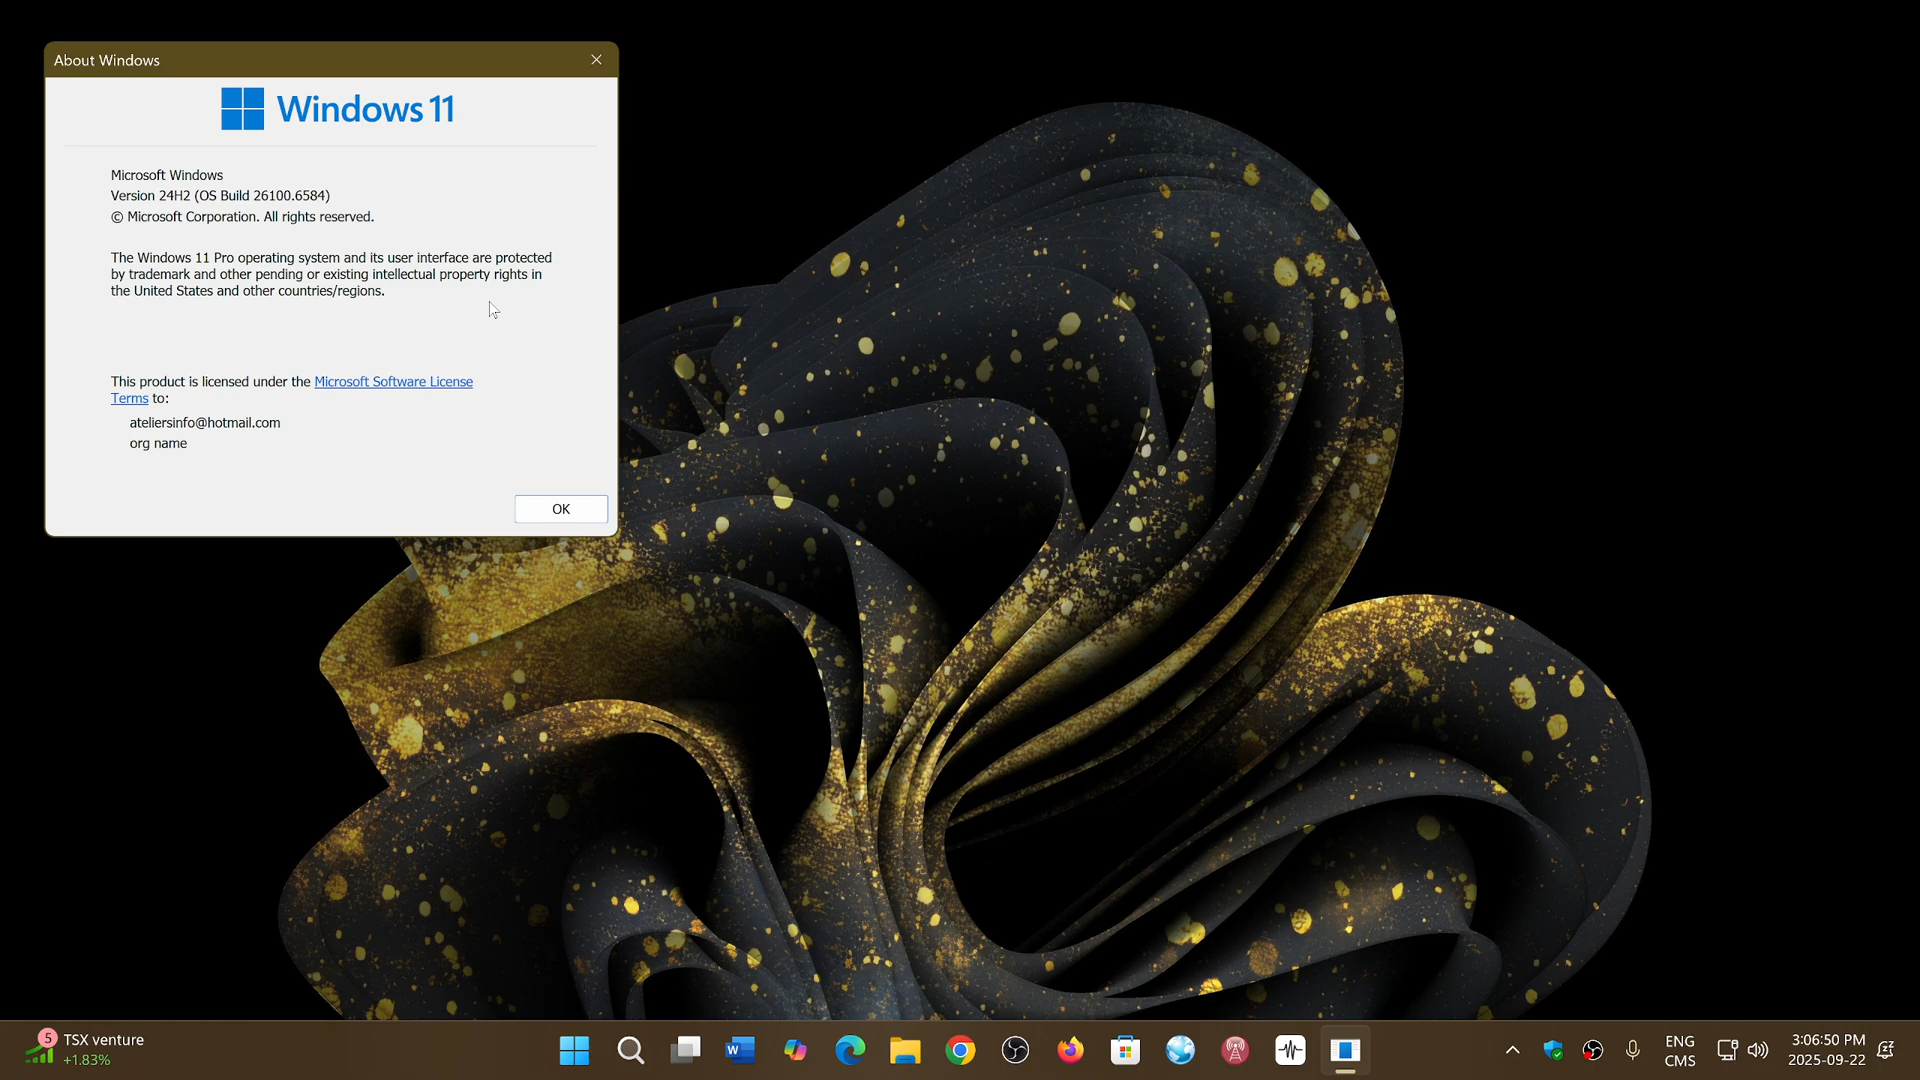 About Windows
Windows 11
Microsoft Windows
Version 24H2 (OS Build 26100.6584)
© Microsoft Corporation. All rights reserved.
The Windows 11 Pro operating system and its user interface are protected
by trademark and other pending or existing intellectual property rights in
the United States and other countries/regions.
This product is licensed under the Microsoft Software License
Terms to:
ateliersinfo@hotmail.com
org name
OK
5
TSX venture
+1.83%
W
ENG
CMS
3:06:50 PM
2025-09-22